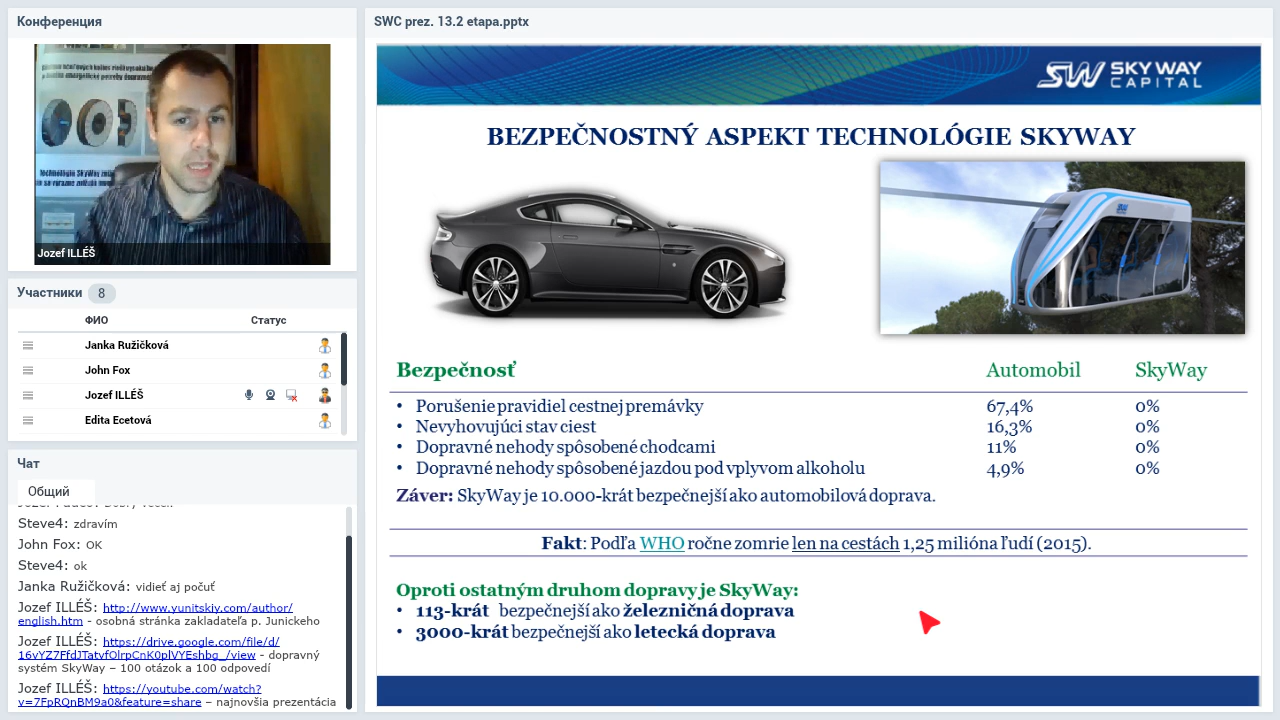 Конференция
Jozef ILLÉŠ
Участники 8
ФИО Статус
Janka Ružičková
John Fox
Jozef ILLÉŠ
Edita Ecetová
Чат
Общий
Steve4: zdravím
John Fox: OK
Steve4: ok
Janka Ružičková: vidieť aj počuť
Jozef ILLÉŠ: http://www.yunitskiy.com/author/
english.htm - osobná stránka zakladateľa p. Junickeho
Jozef ILLÉŠ: https://drive.google.com/file/d/
16vYZ7FfdJTatvfOlrpCnK0plVYEshbg_/view - dopravný
systém SkyWay – 100 otázok a 100 odpovedí
Jozef ILLÉŠ: https://youtube.com/watch?
v=7FpRQnBM9a0&feature=share – najnovšia prezentácia
SWC prez. 13.2 etapa.pptx
SW SKY WAY
CAPITAL
BEZPEČNOSTNÝ ASPEKT TECHNOLÓGIE SKYWAY
Bezpečnosť Automobil SkyWay
• Porušenie pravidiel cestnej premávky 67,4% 0%
• Nevyhovujúci stav ciest 16,3% 0%
• Dopravné nehody spôsobené chodcami 11% 0%
• Dopravné nehody spôsobené jazdou pod vplyvom alkoholu 4,9% 0%
Záver: SkyWay je 10.000-krát bezpečnejší ako automobilová doprava.
Fakt: Podľa WHO ročne zomrie len na cestách 1,25 milióna ľudí (2015).
Oproti ostatným druhom dopravy je SkyWay:
• 113-krát bezpečnejší ako železničná doprava
• 3000-krát bezpečnejší ako letecká doprava